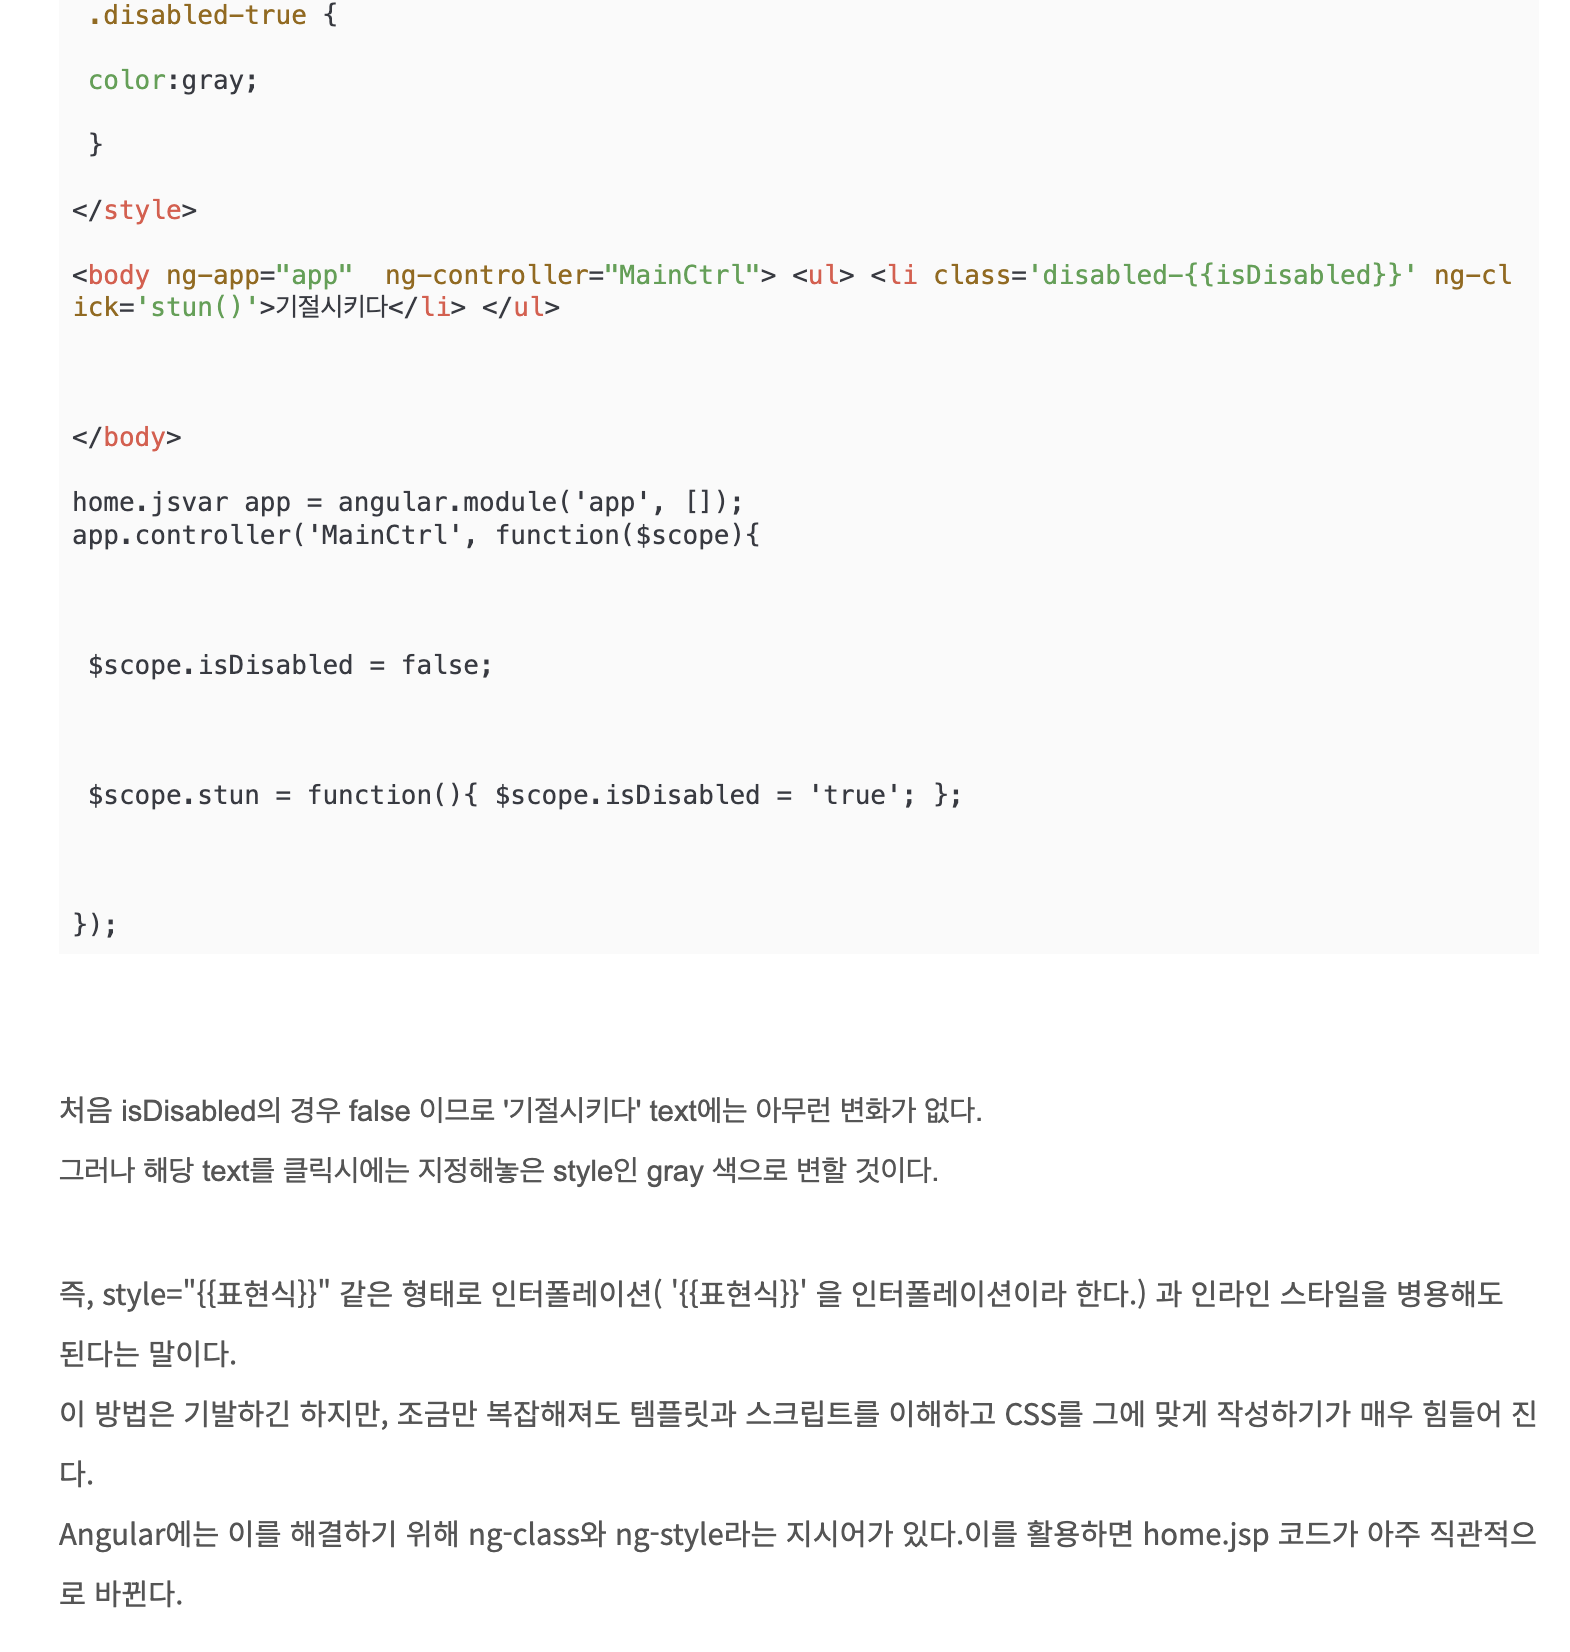 .disabled-true {
color:gray;
}
</style>
<body ng-app="app"  ng-controller="MainCtrl"> <ul> <li class='disabled-{{isDisabled}}' ng-cl
ick='stun()'>기절시키다</li> </ul>
</body>
home.jsvar app = angular.module('app', []);
app.controller('MainCtrl', function($scope){
$scope.isDisabled = false;
$scope.stun = function(){ $scope.isDisabled = 'true'; };
});
처음 isDisabled의 경우 false 이므로 '기절시키다' text에는 아무런 변화가 없다.
그러나 해당 text를 클릭시에는 지정해놓은 style인 gray 색으로 변할 것이다.
즉, style="{{표현식}}" 같은 형태로 인터폴레이션( '{{표현식}}' 을 인터폴레이션이라 한다.) 과 인라인 스타일을 병용해도
된다는 말이다.
이 방법은 기발하긴 하지만, 조금만 복잡해져도 템플릿과 스크립트를 이해하고 CSS를 그에 맞게 작성하기가 매우 힘들어 진
다.
Angular에는 이를 해결하기 위해 ng-class와 ng-style라는 지시어가 있다.이를 활용하면 home.jsp 코드가 아주 직관적으
로 바뀐다.